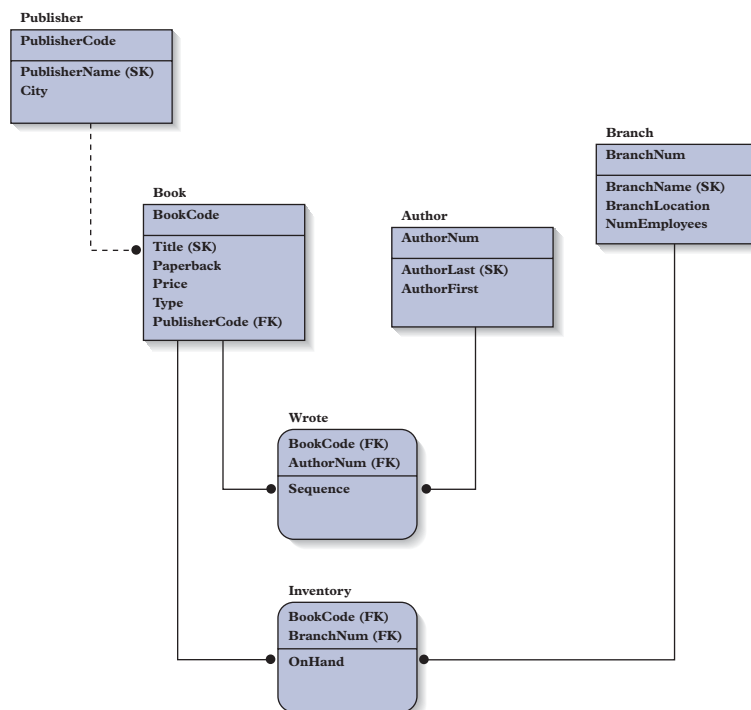 Publisher
PublisherCode
PublisherName (SK)
City
Branch
BranchNum
BranchName (SK)
BranchLocation
NumEmployees
Book
BookCode
Title (SK)
Paperback
Price
Type
PublisherCode (FK)
Author
AuthorNum
AuthorLast (SK)
AuthorFirst
Wrote
BookCode (FK)
AuthorNum (FK)
Sequence
Inventory
BookCode (FK)
BranchNum (FK)
OnHand